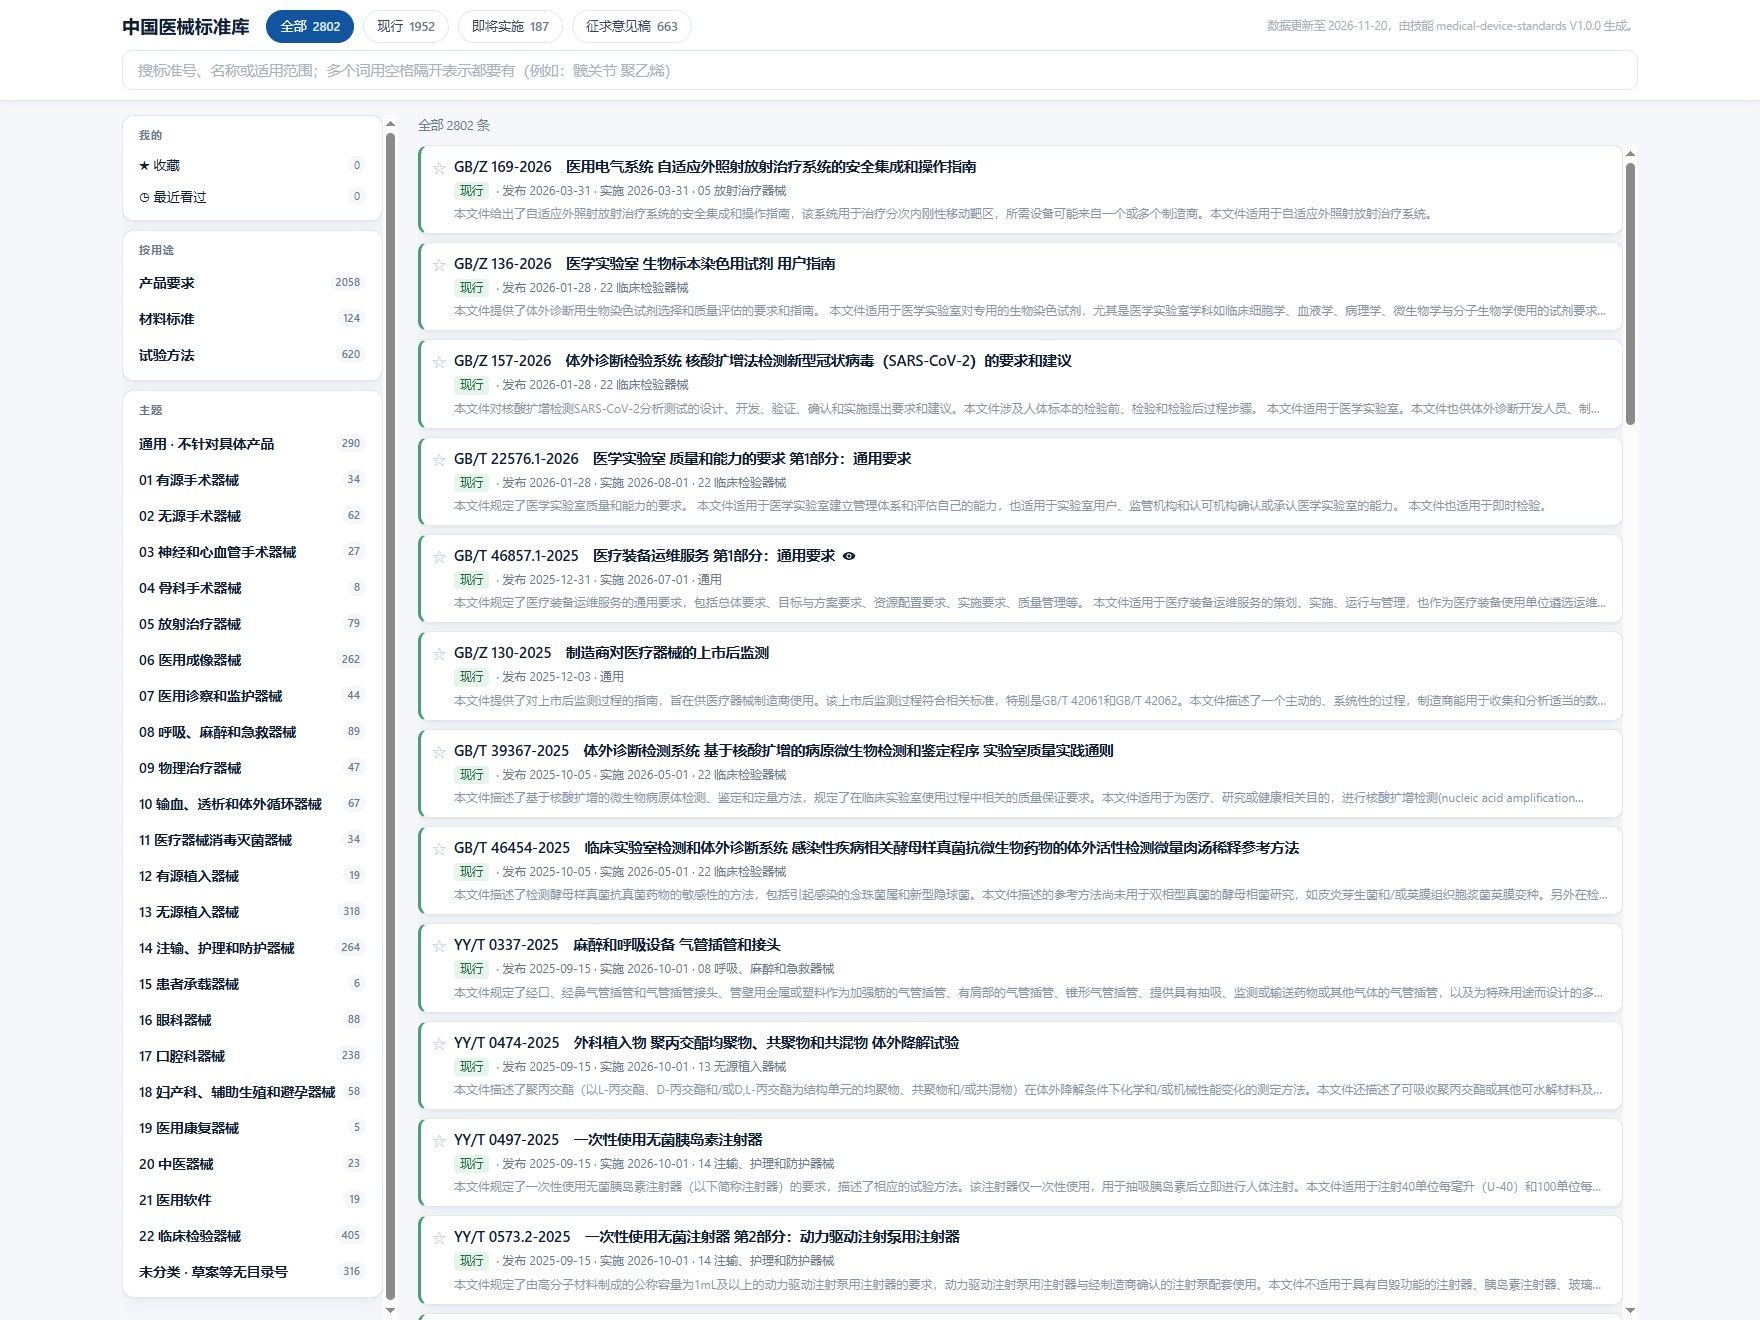 中国医械标准库
全部 2802
现行 1952
即将实施 187
征求意见稿 663
数据更新至 2026-11-20，由技能 medical-device-standards V1.0.0 生成。
搜标准号、名称或适用范围；多个词用空格隔开表示都要有（例如：髋关节 聚乙烯）
我的
★ 收藏 0
最近看过 0
按用途
产品要求 2058
材料标准 124
试验方法 620
主题
通用 · 不针对具体产品 290
01 有源手术器械 34
02 无源手术器械 62
03 神经和心血管手术器械 27
04 骨科手术器械 8
05 放射治疗器械 79
06 医用成像器械 262
07 医用诊察和监护器械 44
08 呼吸、麻醉和急救器械 89
09 物理治疗器械 47
10 输血、透析和体外循环器械 67
11 医疗器械消毒灭菌器械 34
12 有源植入器械 19
13 无源植入器械 318
14 注输、护理和防护器械 264
15 患者承载器械 6
16 眼科器械 88
17 口腔科器械 238
18 妇产科、辅助生殖和避孕器械 58
19 医用康复器械 5
20 中医器械 23
21 医用软件 19
22 临床检验器械 405
未分类 · 草案等无目录号 316
全部 2802 条
☆ GB/Z 169-2026 医用电气系统 自适应外照射放射治疗系统的安全集成和操作指南
现行 · 发布 2026-03-31 · 实施 2026-03-31 · 05 放射治疗器械
本文件给出了自适应外照射放射治疗系统的安全集成和操作指南，该系统用于治疗分次内刚性移动靶区，所需设备可能来自一个或多个制造商。本文件适用于自适应外照射放射治疗系统。
☆ GB/Z 136-2026 医学实验室 生物标本染色用试剂 用户指南
现行 · 发布 2026-01-28 · 22 临床检验器械
本文件提供了体外诊断用生物染色试剂选择和质量评估的要求和指南。 本文件适用于医学实验室对专用的生物染色试剂，尤其是医学实验室学科如临床细胞学、血液学、病理学、微生物学与分子生物学使用的试剂要求...
☆ GB/Z 157-2026 体外诊断检验系统 核酸扩增法检测新型冠状病毒（SARS-CoV-2）的要求和建议
现行 · 发布 2026-01-28 · 22 临床检验器械
本文件对核酸扩增检测SARS-CoV-2分析测试的设计、开发、验证、确认和实施提出要求和建议。本文件涉及人体标本的检验前、检验和检验后过程步骤。 本文件适用于医学实验室。本文件也供体外诊断开发人员、制...
☆ GB/T 22576.1-2026 医学实验室 质量和能力的要求 第1部分：通用要求
现行 · 发布 2026-01-28 · 实施 2026-08-01 · 22 临床检验器械
本文件规定了医学实验室质量和能力的要求。 本文件适用于医学实验室建立管理体系和评估自己的能力，也适用于实验室用户、监管机构和认可机构确认或承认医学实验室的能力。 本文件也适用于即时检验。
☆ GB/T 46857.1-2025 医疗装备运维服务 第1部分：通用要求
现行 · 发布 2025-12-31 · 实施 2026-07-01 · 通用
本文件规定了医疗装备运维服务的通用要求，包括总体要求、目标与方案要求、资源配置要求、实施要求、质量管理等。 本文件适用于医疗装备运维服务的策划、实施、运行与管理，也作为医疗装备使用单位遴选运维...
☆ GB/Z 130-2025 制造商对医疗器械的上市后监测
现行 · 发布 2025-12-03 · 通用
本文件提供了对上市后监测过程的指南，旨在供医疗器械制造商使用。该上市后监测过程符合相关标准，特别是GB/T 42061和GB/T 42062。本文件描述了一个主动的、系统性的过程，制造商能用于收集和分析适当的数...
☆ GB/T 39367-2025 体外诊断检测系统 基于核酸扩增的病原微生物检测和鉴定程序 实验室质量实践通则
现行 · 发布 2025-10-05 · 实施 2026-05-01 · 22 临床检验器械
本文件描述了基于核酸扩增的微生物病原体检测、鉴定和定量方法，规定了在临床实验室使用过程中相关的质量保证要求。本文件适用于为医疗、研究或健康相关目的，进行核酸扩增检测(nucleic acid amplification...
☆ GB/T 46454-2025 临床实验室检测和体外诊断系统 感染性疾病相关酵母样真菌抗微生物药物的体外活性检测微量肉汤稀释参考方法
现行 · 发布 2025-10-05 · 实施 2026-05-01 · 22 临床检验器械
本文件描述了检测酵母样真菌抗真菌药物的敏感性的方法，包括引起感染的念珠菌属和新型隐球菌。本文件描述的参考方法尚未用于双相型真菌的酵母相菌研究，如皮炎芽生菌和/或荚膜组织胞浆菌荚膜变种。另外在检...
☆ YY/T 0337-2025 麻醉和呼吸设备 气管插管和接头
现行 · 发布 2025-09-15 · 实施 2026-10-01 · 08 呼吸、麻醉和急救器械
本文件规定了经口、经鼻气管插管和气管插管接头、管壁用金属或塑料作为加强筋的气管插管、有肩部的气管插管、锥形气管插管、提供具有抽吸、监测或输送药物或其他气体的气管插管，以及为特殊用途而设计的多...
☆ YY/T 0474-2025 外科植入物 聚丙交酯均聚物、共聚物和共混物 体外降解试验
现行 · 发布 2025-09-15 · 实施 2026-10-01 · 13 无源植入器械
本文件描述了聚丙交酯（以L-丙交酯、D-丙交酯和/或D,L-丙交酯为结构单元的均聚物、共聚物和/或共混物）在体外降解条件下化学和/或机械性能变化的测定方法。本文件还描述了可吸收聚丙交酯或其他可水解材料及...
☆ YY/T 0497-2025 一次性使用无菌胰岛素注射器
现行 · 发布 2025-09-15 · 实施 2026-10-01 · 14 注输、护理和防护器械
本文件规定了一次性使用无菌胰岛素注射器（以下简称注射器）的要求，描述了相应的试验方法。该注射器仅一次性使用，用于抽吸胰岛素后立即进行人体注射。本文件适用于注射40单位每毫升（U-40）和100单位每...
☆ YY/T 0573.2-2025 一次性使用无菌注射器 第2部分：动力驱动注射泵用注射器
现行 · 发布 2025-09-15 · 实施 2026-10-01 · 14 注输、护理和防护器械
本文件规定了由高分子材料制成的公称容量为1mL及以上的动力驱动注射泵用注射器的要求，动力驱动注射泵用注射器与经制造商确认的注射泵配套使用。本文件不适用于具有自毁功能的注射器、胰岛素注射器、玻璃...